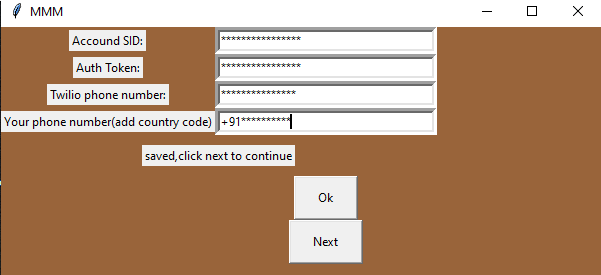 MMM
Accound SID: ****************
Auth Token: ****************
Twilio phone number: ***************
Your phone number(add country code) +91**********
saved,click next to continue
Ok
Next